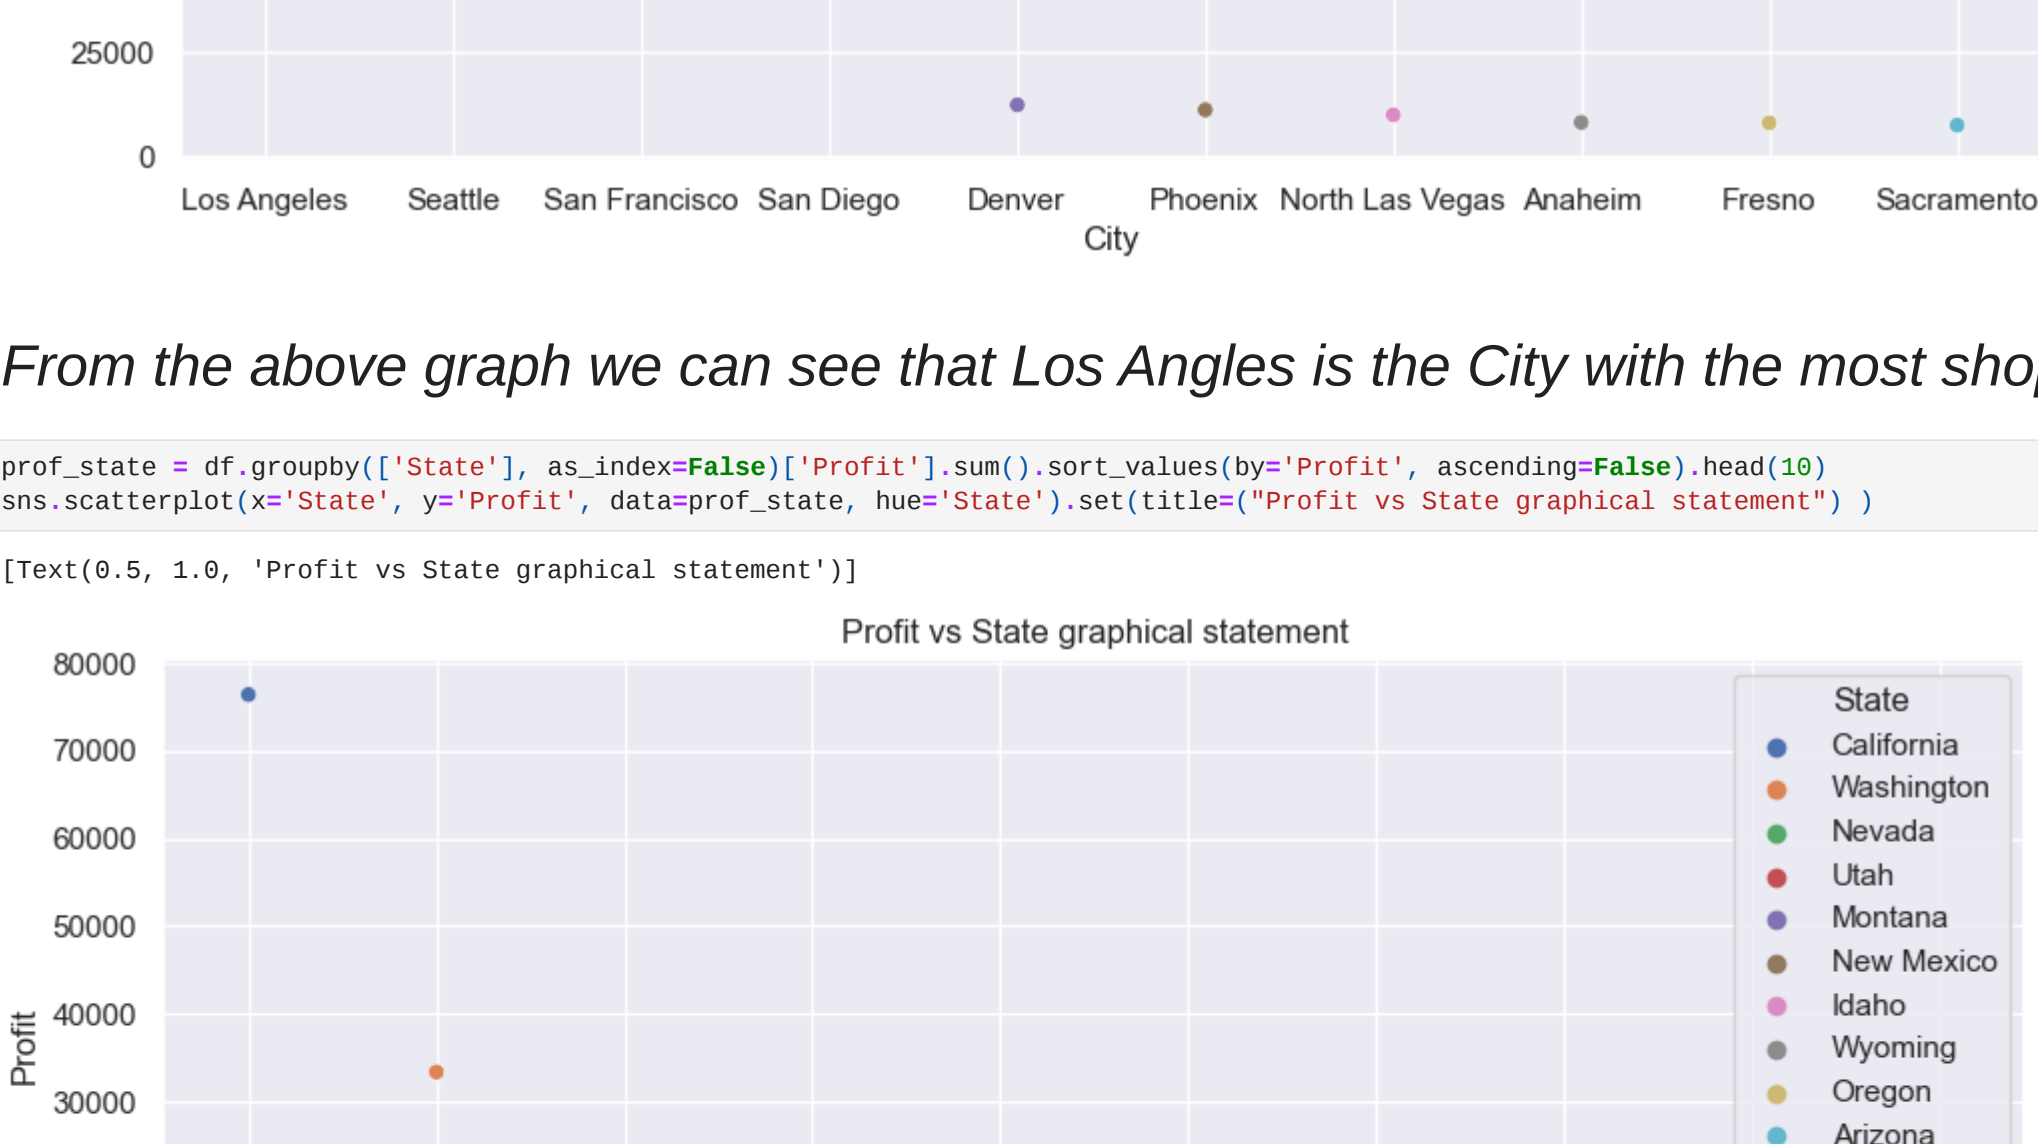 25000
0
Los Angeles Seattle San Francisco San Diego Denver Phoenix North Las Vegas Anaheim Fresno Sacramento
City
From the above graph we can see that Los Angles is the City with the most
prof_state = df.groupby(['State'], as_index=False)['Profit'].sum().sort_values(by='Profit', ascending=False).head(10)
sns.scatterplot(x='State', y='Profit', data=prof_state, hue='State').set(title=("Profit vs State graphical statement") )
[Text(0.5, 1.0, 'Profit vs State graphical statement')]
Profit vs State graphical statement
80000
70000
60000
50000
40000
30000
Profit
State
California
Washington
Nevada
Utah
Montana
New Mexico
Idaho
Wyoming
Oregon
Arizona